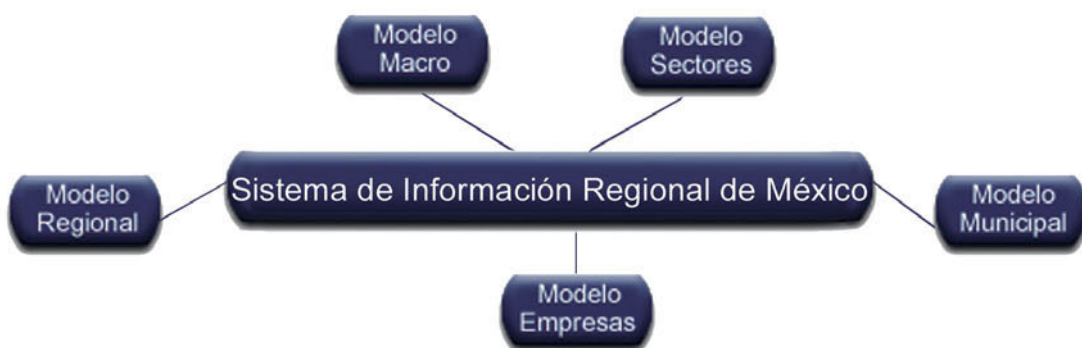 Modelo
Macro
Modelo
Sectores
Sistema de Información Regional de México
Modelo
Regional
Modelo
Municipal
Modelo
Empresas